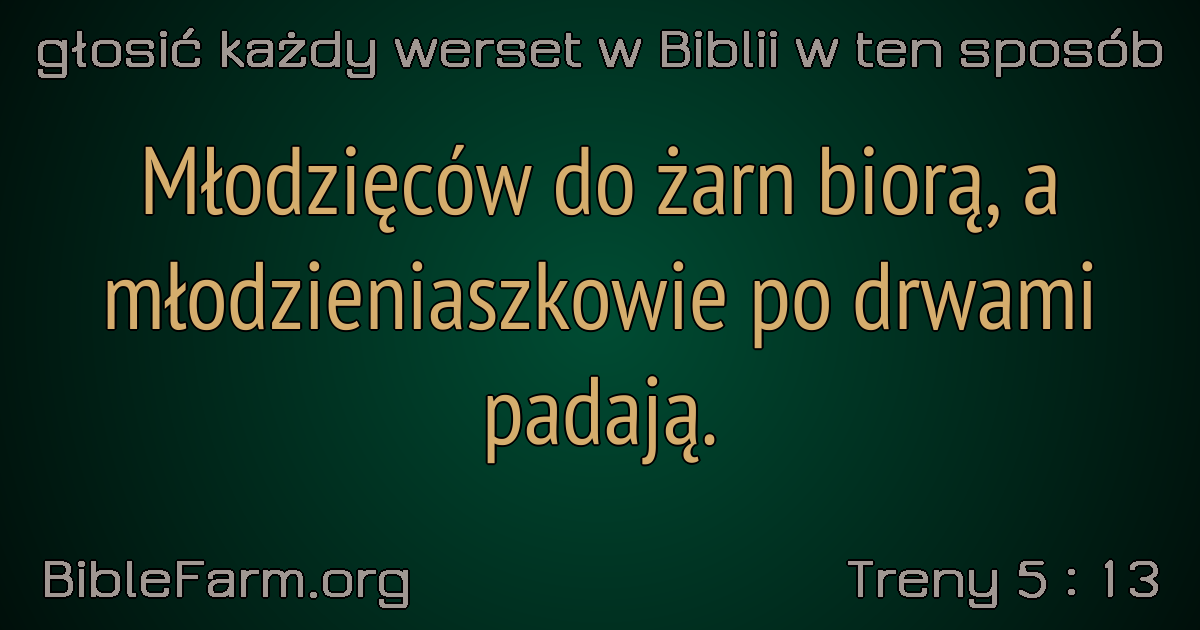 głosić każdy werset w Biblii w ten sposób
Młodzięców do żarn biorą, a
młodzieniaszkowie po drwami
padają.
BibleFarm.org
Treny 5 : 13